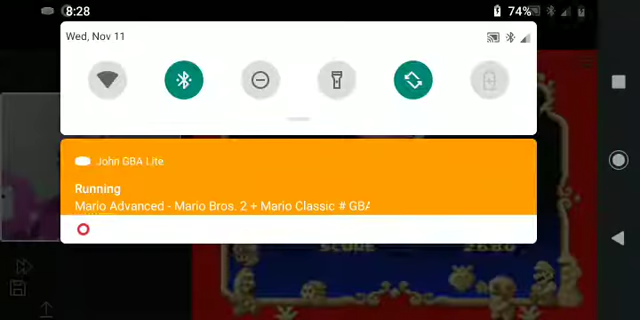 8:28
74%
Wed, Nov 11
John GBA Lite
Running
Mario Advanced - Mario Bros. 2 + Mario Classic # GBA
SCORE 2680